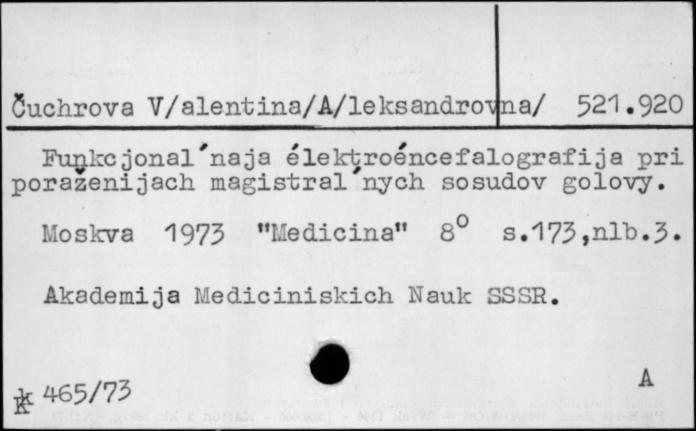 Čuchrova V/alentina/A/leksandrovna/ 521.920
Funkcjonal´naja élektroéncefalografija pri
poraženijach magistral´nych sosudov golovy.
Moskva 1973 "Medicina" 8° s.173,nlb.3.
Akademija Mediciniskich Nauk SSSR.
A
465/73